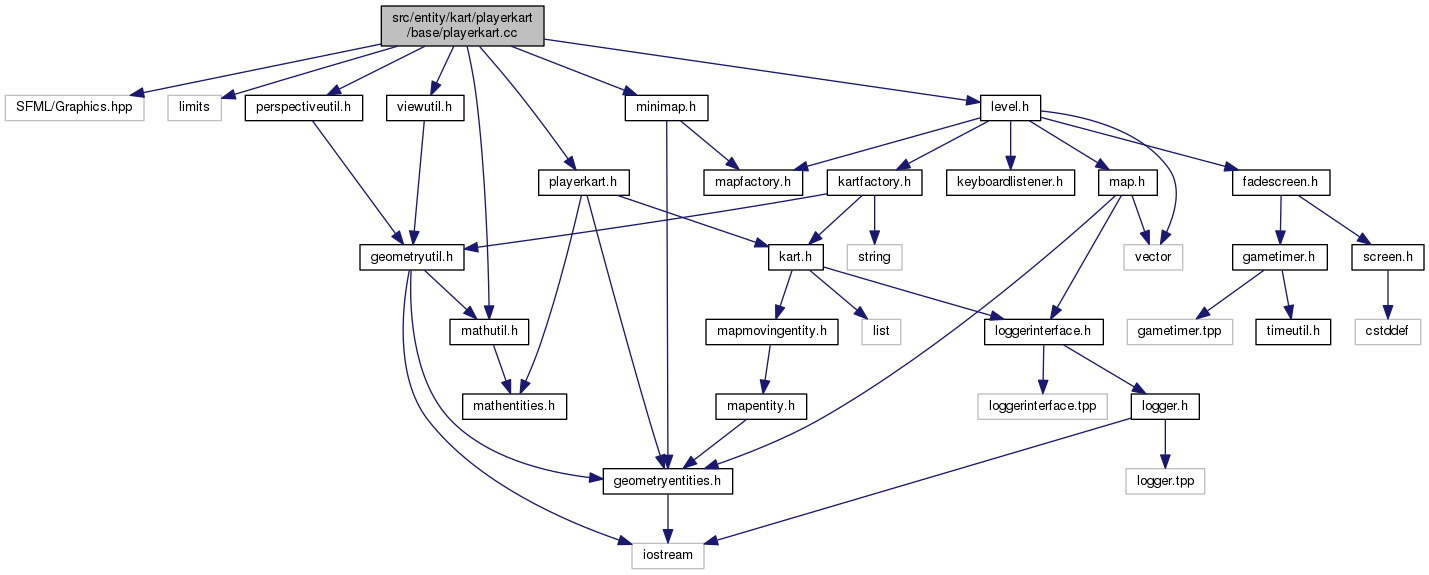 src/entity/kart/playerkart
/base/playerkart.cc
SFML/Graphics.hpp
limits
perspectiveutil.h
viewutil.h
minimap.h
level.h
playerkart.h
mapfactory.h
kartfactory.h
keyboardlistener.h
map.h
fadescreen.h
geometryutil.h
kart.h
string
vector
gametimer.h
screen.h
mathutil.h
mapmovingentity.h
list
loggerinterface.h
gametimer.tpp
timeutil.h
cstddef
mathentities.h
mapentity.h
loggerinterface.tpp
logger.h
geometryentities.h
logger.tpp
iostream